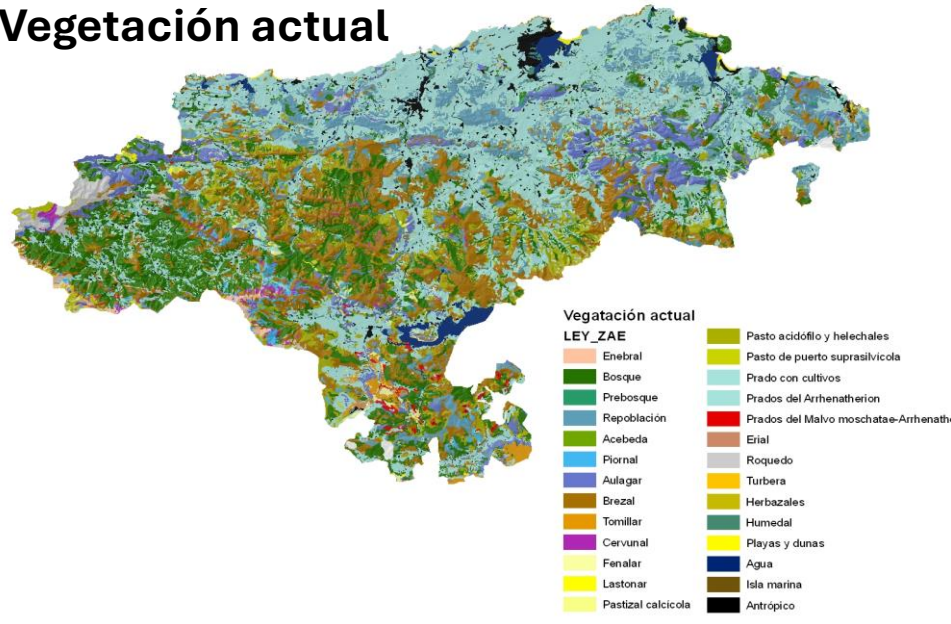 Vegetación actual
Vegatación actual
LEY_ZAE
Enebral
Bosque
Prebosque
Repoblación
Acebeda
Piornal
Aulagar
Brezal
Tomillar
Cervunal
Fenalar
Lastonar
Pastizal calcícola
Pasto acidófilo y helechales
Pasto de puerto suprasilvicola
Prado con cultivos
Prados del Arrhenatherion
Prados del Malvo moschatae-Arrhenathe
Erial
Roquedo
Turbera
Herbazales
Humedal
Playas y dunas
Agua
Isla marina
Antrópico